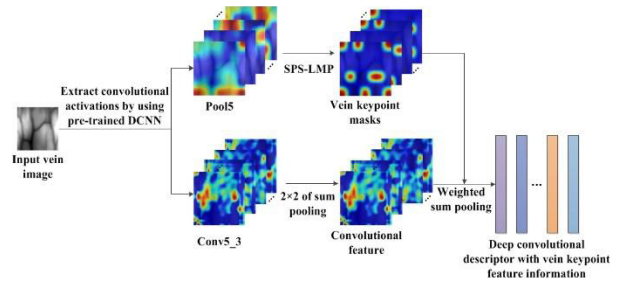 Extract convolutional
activations by using
pre-trained DCNN
Input vein
image
Pool5
SPS-LMP
Vein keypoint
masks
Conv5_3
2×2 of sum
pooling
Convolutional
feature
Weighted
sum pooling
...
Deep convolutional
descriptor with vein keypoint
feature information